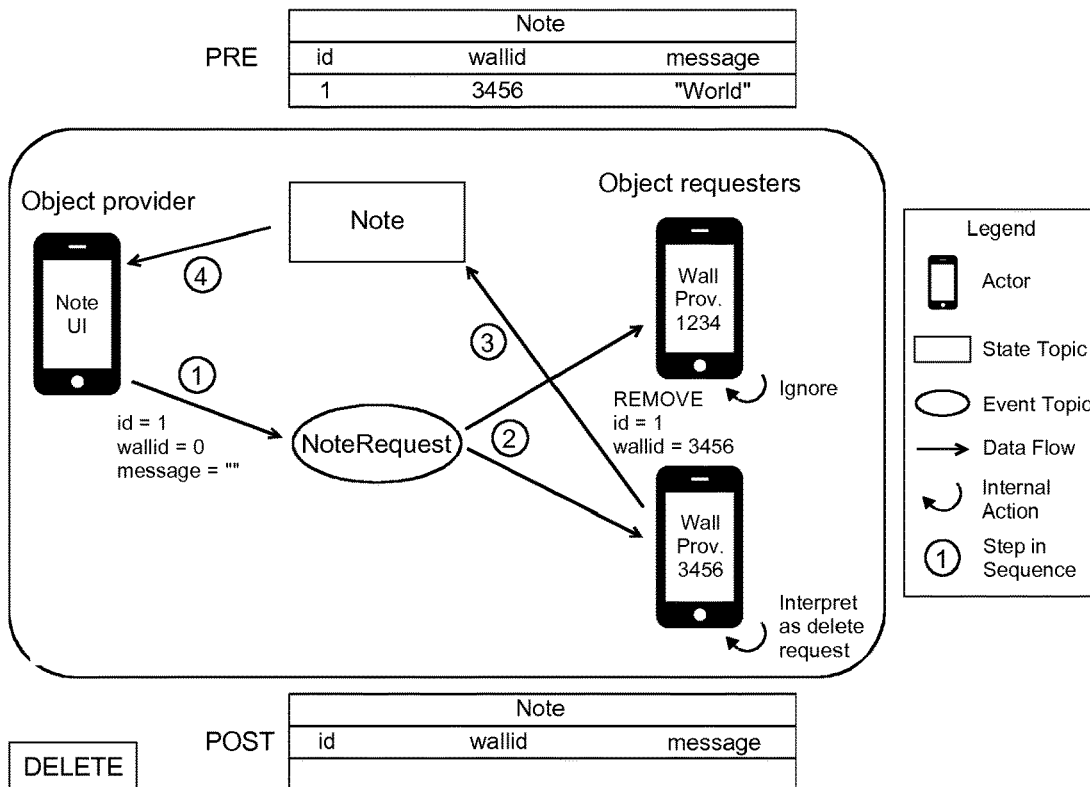 Note
PRE
id wallid message
1 3456 "World"
Object provider
Object requesters
Note
Note
UI
4
1
id = 1
wallid = 0
message = ""
NoteRequest
3
2
Wall
Prov.
1234
Ignore
REMOVE
id = 1
wallid = 3456
Wall
Prov.
3456
Interpret
as delete
request
Legend
Actor
State Topic
Event Topic
Data Flow
Internal
Action
1
Step in
Sequence
Note
POST
id wallid message
DELETE